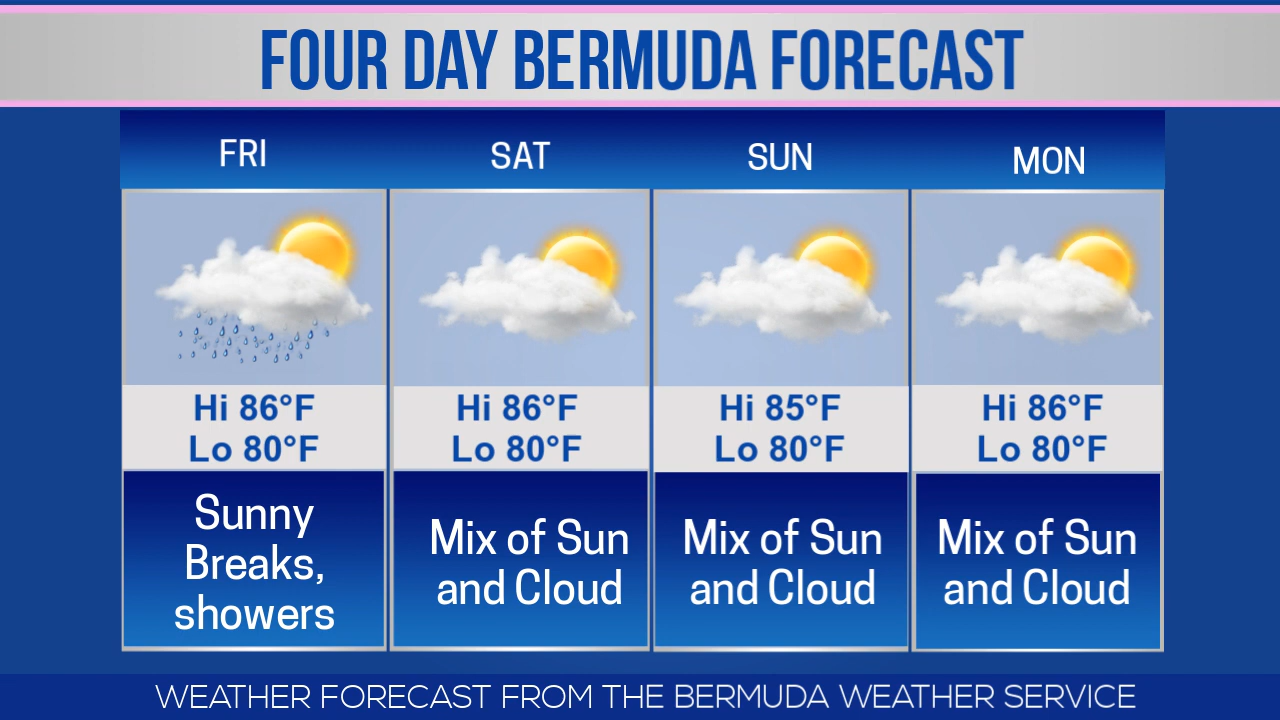 FOUR DAY BERMUDA FORECAST
FRI
SAT
SUN
MON
Hi 86°F
Lo 80°F
Hi 86°F
Lo 80°F
Hi 85°F
Lo 80°F
Hi 86°F
Lo 80°F
Sunny
Breaks,
showers
Mix of Sun
and Cloud
Mix of Sun
and Cloud
Mix of Sun
and Cloud
WEATHER FORECAST FROM THE BERMUDA WEATHER SERVICE